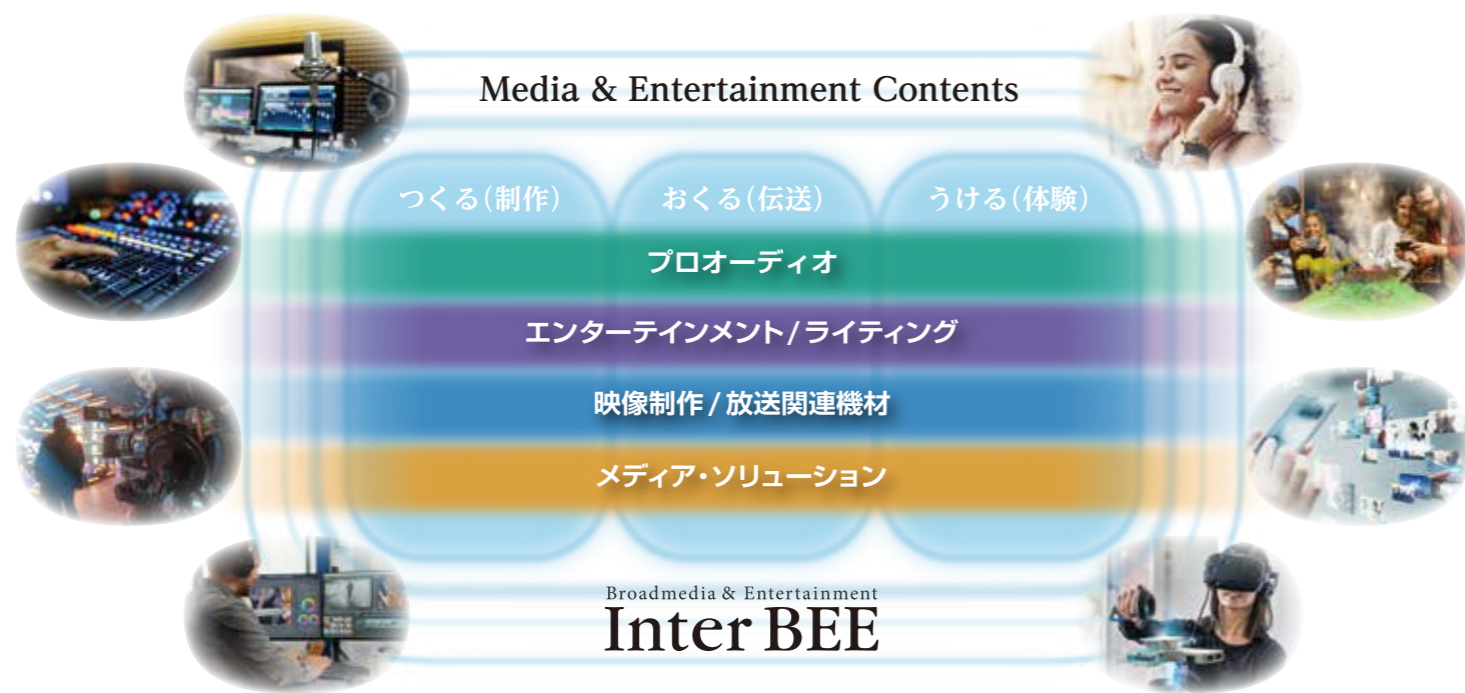 Media & Entertainment Contents
つくる（制作） おくる（伝送） うける（体験）
プロオーディオ
エンターテインメント/ライティング
映像制作/放送関連機材
メディア・ソリューション
Broadmedia & Entertainment
Inter BEE